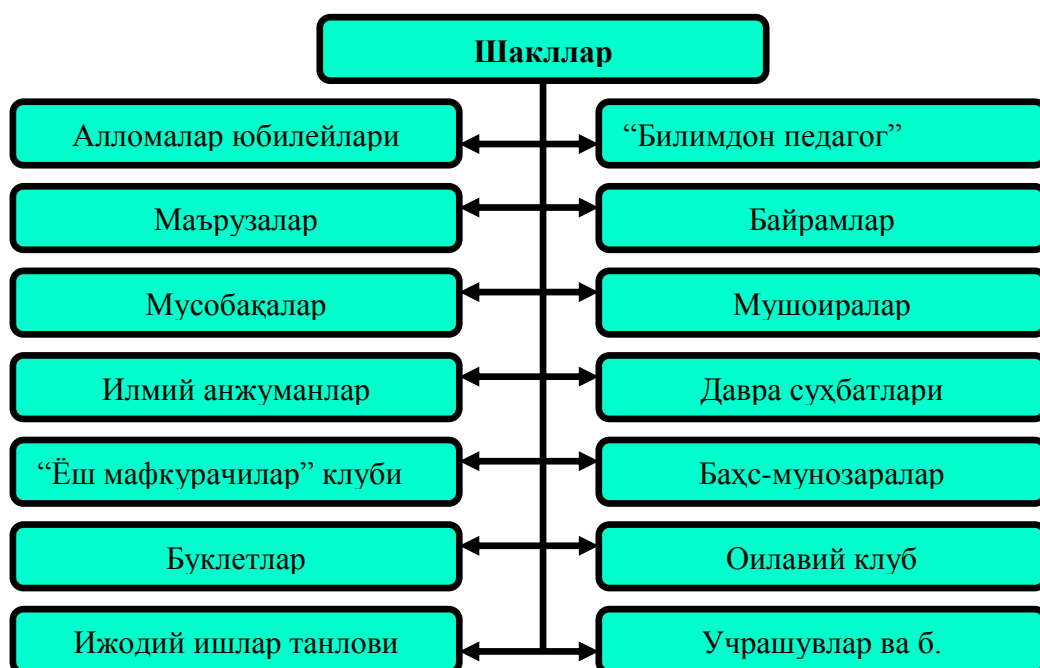 Шакллар
Алломалар юбилейлари
“Билимдон педагог”
Маърузалар
Байрамлар
Мусобақалар
Мушоиралар
Илмий анжуманлар
Давра суҳбатлари
“Ёш мафкурачилар” клуби
Баҳс-мунозаралар
Буклетлар
Оилавий клуб
Ижодий ишлар танлови
Учрашувлар ва б.